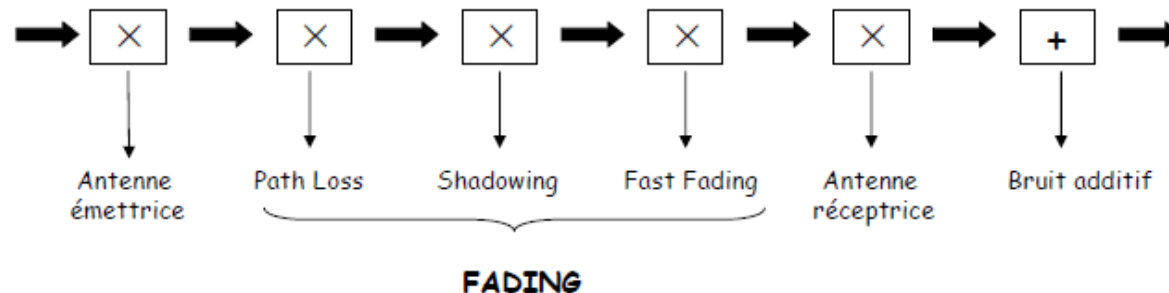 × × × × × +
Antenne
émettrice
Path Loss
Shadowing
Fast Fading
Antenne
réceptrice
Bruit additif
FADING